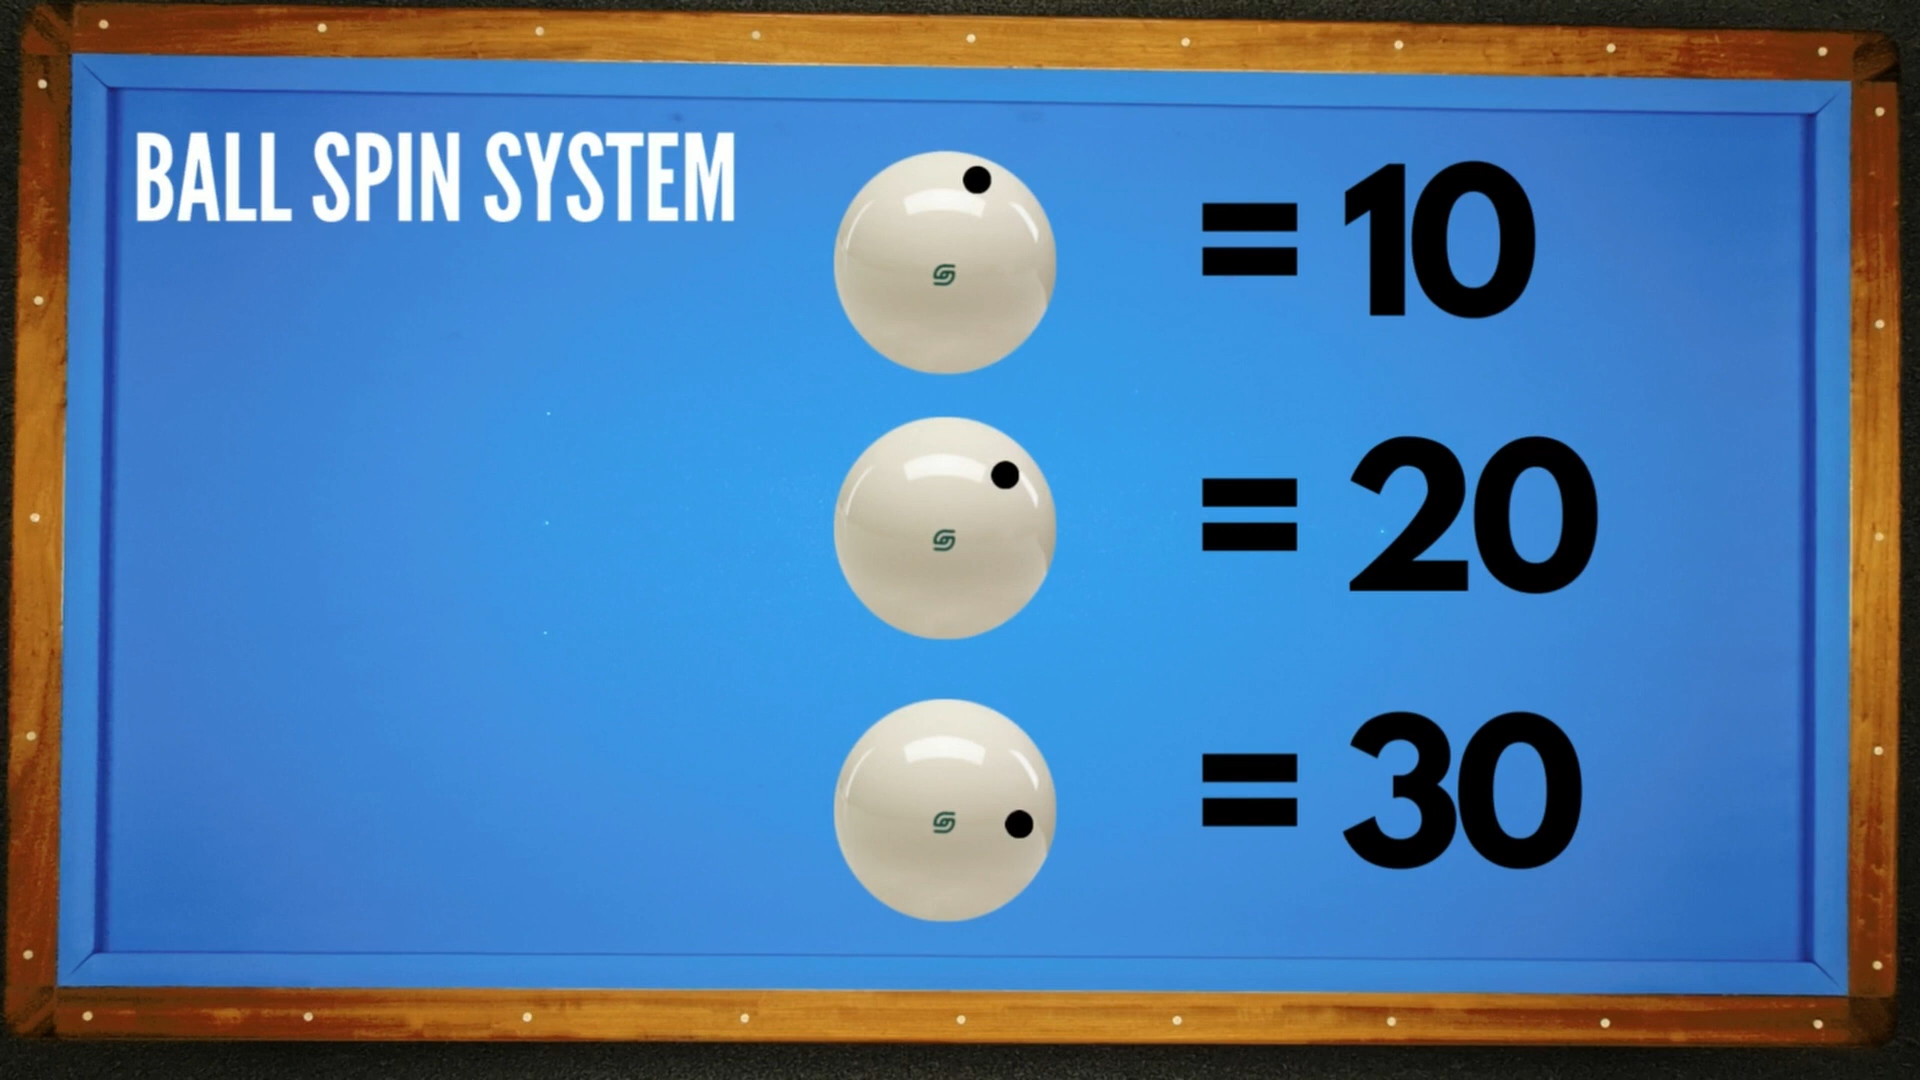 BALL SPIN SYSTEM
= 10
= 20
= 30